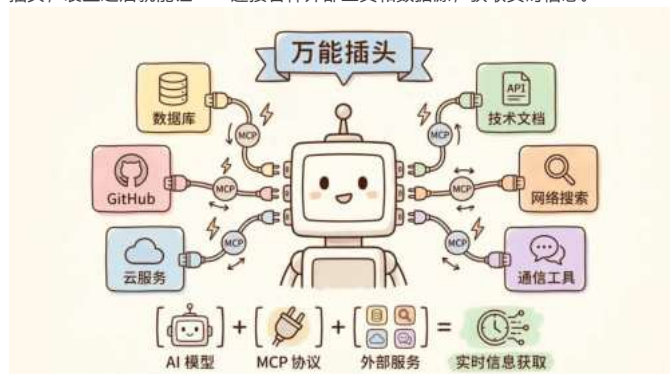 万能插头
数据库
MCP
API
技术文档
MCP
GitHub
MCP
MCP
网络搜索
云服务
MCP
MCP
通信工具
[ ] + [ ] + [ ] =
AI 模型
MCP 协议
外部服务
实时信息获取